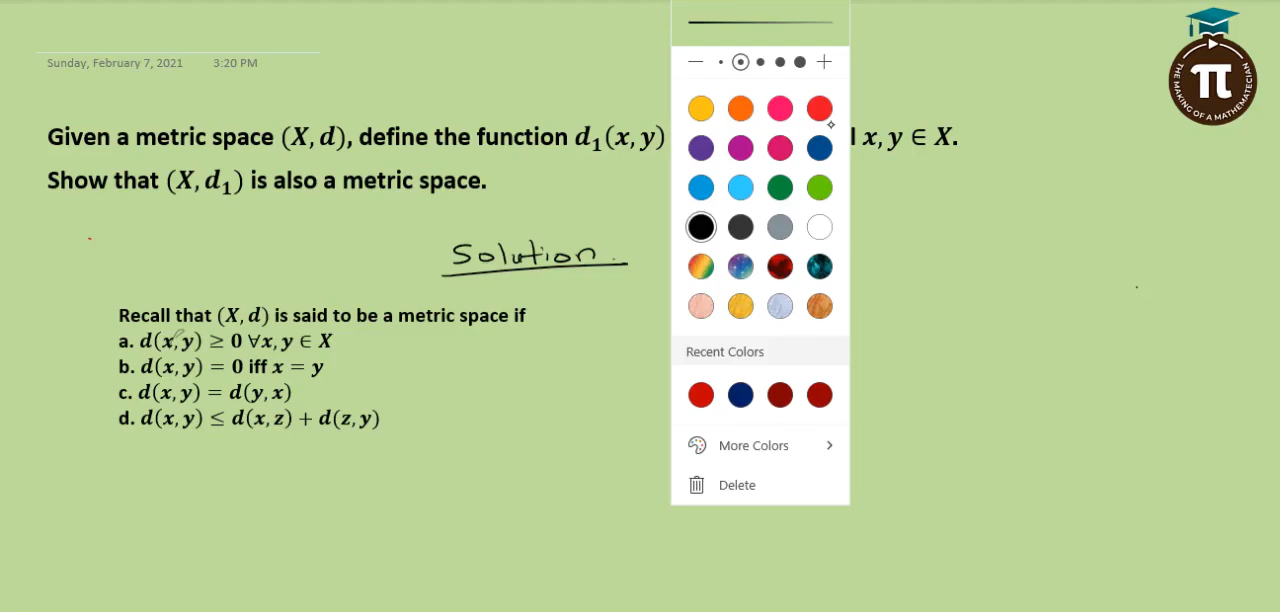 Sunday, February 7, 2021 3:20 PM
THE MAKING OF A MATHEMATECIAN
π
Given a metric space (X, d), define the function d₁(x, y) x, y ∈ X.
Show that (X, d₁) is also a metric space.
Solution.
Recall that (X, d) is said to be a metric space if
a. d(x, y) ≥ 0 ∀x, y ∈ X
b. d(x, y) = 0 iff x = y
c. d(x, y) = d(y, x)
d. d(x, y) ≤ d(x, z) + d(z, y)
Recent Colors
More Colors
Delete